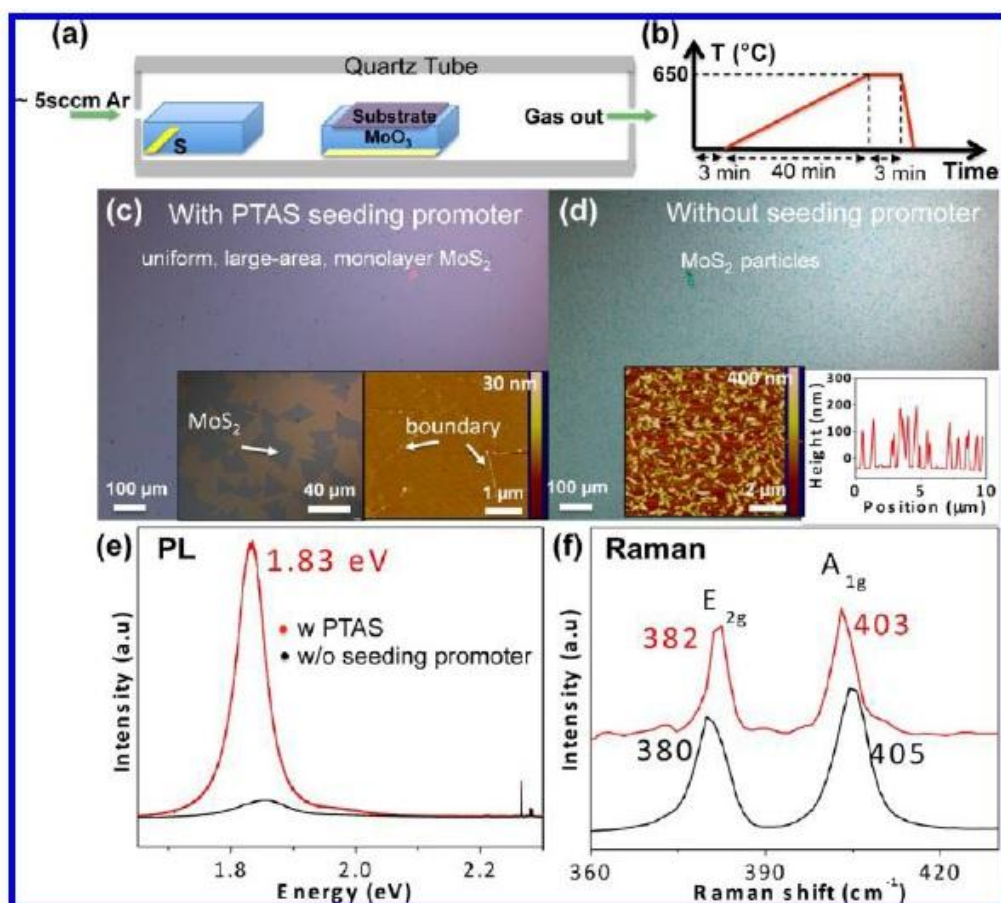 (a)
Quartz Tube
~ 5sccm Ar
S
Substrate
MoO₃
Gas out
(b)
T (°C)
650
3 min
40 min
3 min
Time
(c) With PTAS seeding promoter
uniform, large-area, monolayer MoS₂
MoS₂
100 µm
40 µm
30 nm
boundary
1 µm
(d) Without seeding promoter
MoS₂ particles
100 µm
400 nm
2 µm
Height (nm)
300
200
100
0
0 5 10
Position (µm)
(e) PL
1.83 eV
w PTAS
w/o seeding promoter
Intensity (a.u)
1.8 2.0 2.2
Energy (eV)
(f) Raman
E 2g
A 1g
382
403
380
405
Intensity (a.u)
360 390 420
Raman shift (cm⁻¹)